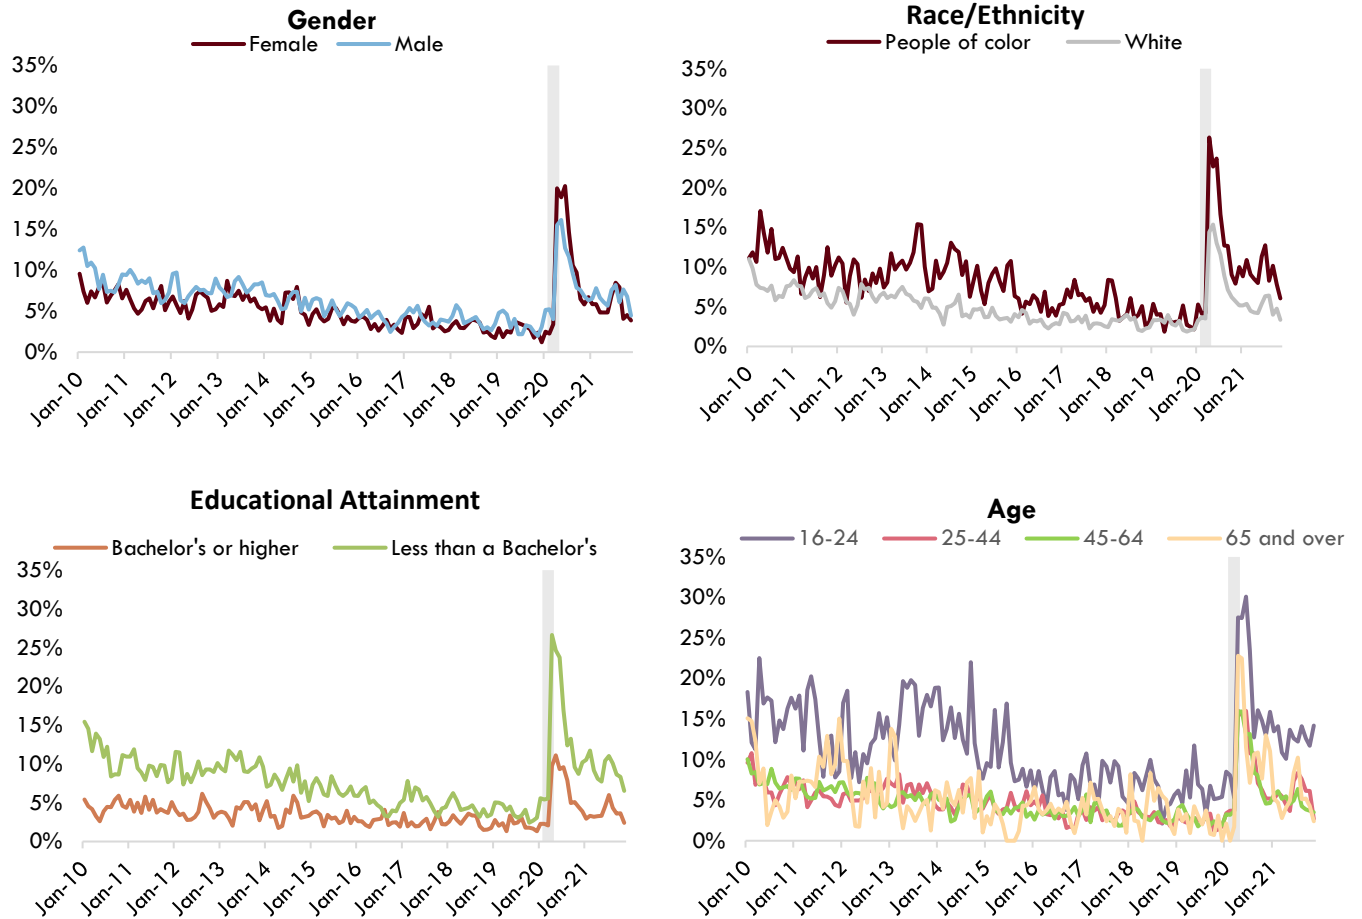 Gender
Female Male
35%
30%
25%
20%
15%
10%
5%
0%
Jan-10 Jan-11 Jan-12 Jan-13 Jan-14 Jan-15 Jan-16 Jan-17 Jan-18 Jan-19 Jan-20 Jan-21
Race/Ethnicity
People of color White
35%
30%
25%
20%
15%
10%
5%
0%
Jan-10 Jan-11 Jan-12 Jan-13 Jan-14 Jan-15 Jan-16 Jan-17 Jan-18 Jan-19 Jan-20 Jan-21
Educational Attainment
Bachelor's or higher Less than a Bachelor's
35%
30%
25%
20%
15%
10%
5%
0%
Jan-10 Jan-11 Jan-12 Jan-13 Jan-14 Jan-15 Jan-16 Jan-17 Jan-18 Jan-19 Jan-20 Jan-21
Age
16-24 25-44 45-64 65 and over
35%
30%
25%
20%
15%
10%
5%
0%
Jan-10 Jan-11 Jan-12 Jan-13 Jan-14 Jan-15 Jan-16 Jan-17 Jan-18 Jan-19 Jan-20 Jan-21